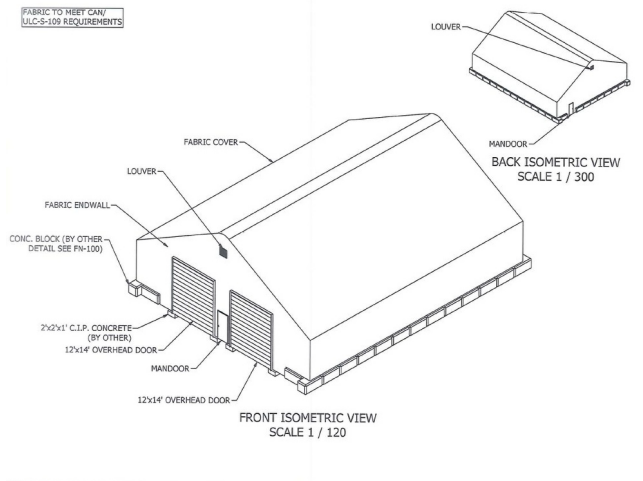 FABRIC TO MEET CAN/
ULC-S-109 REQUIREMENTS
LOUVER
MANDOOR
BACK ISOMETRIC VIEW
SCALE 1 / 300
FABRIC COVER
LOUVER
FABRIC ENDWALL
CONC. BLOCK (BY OTHER
DETAIL SEE FN-100)
2'x2'x1' C.I.P. CONCRETE
(BY OTHER)
12'x14' OVERHEAD DOOR
MANDOOR
12'x14' OVERHEAD DOOR
FRONT ISOMETRIC VIEW
SCALE 1 / 120